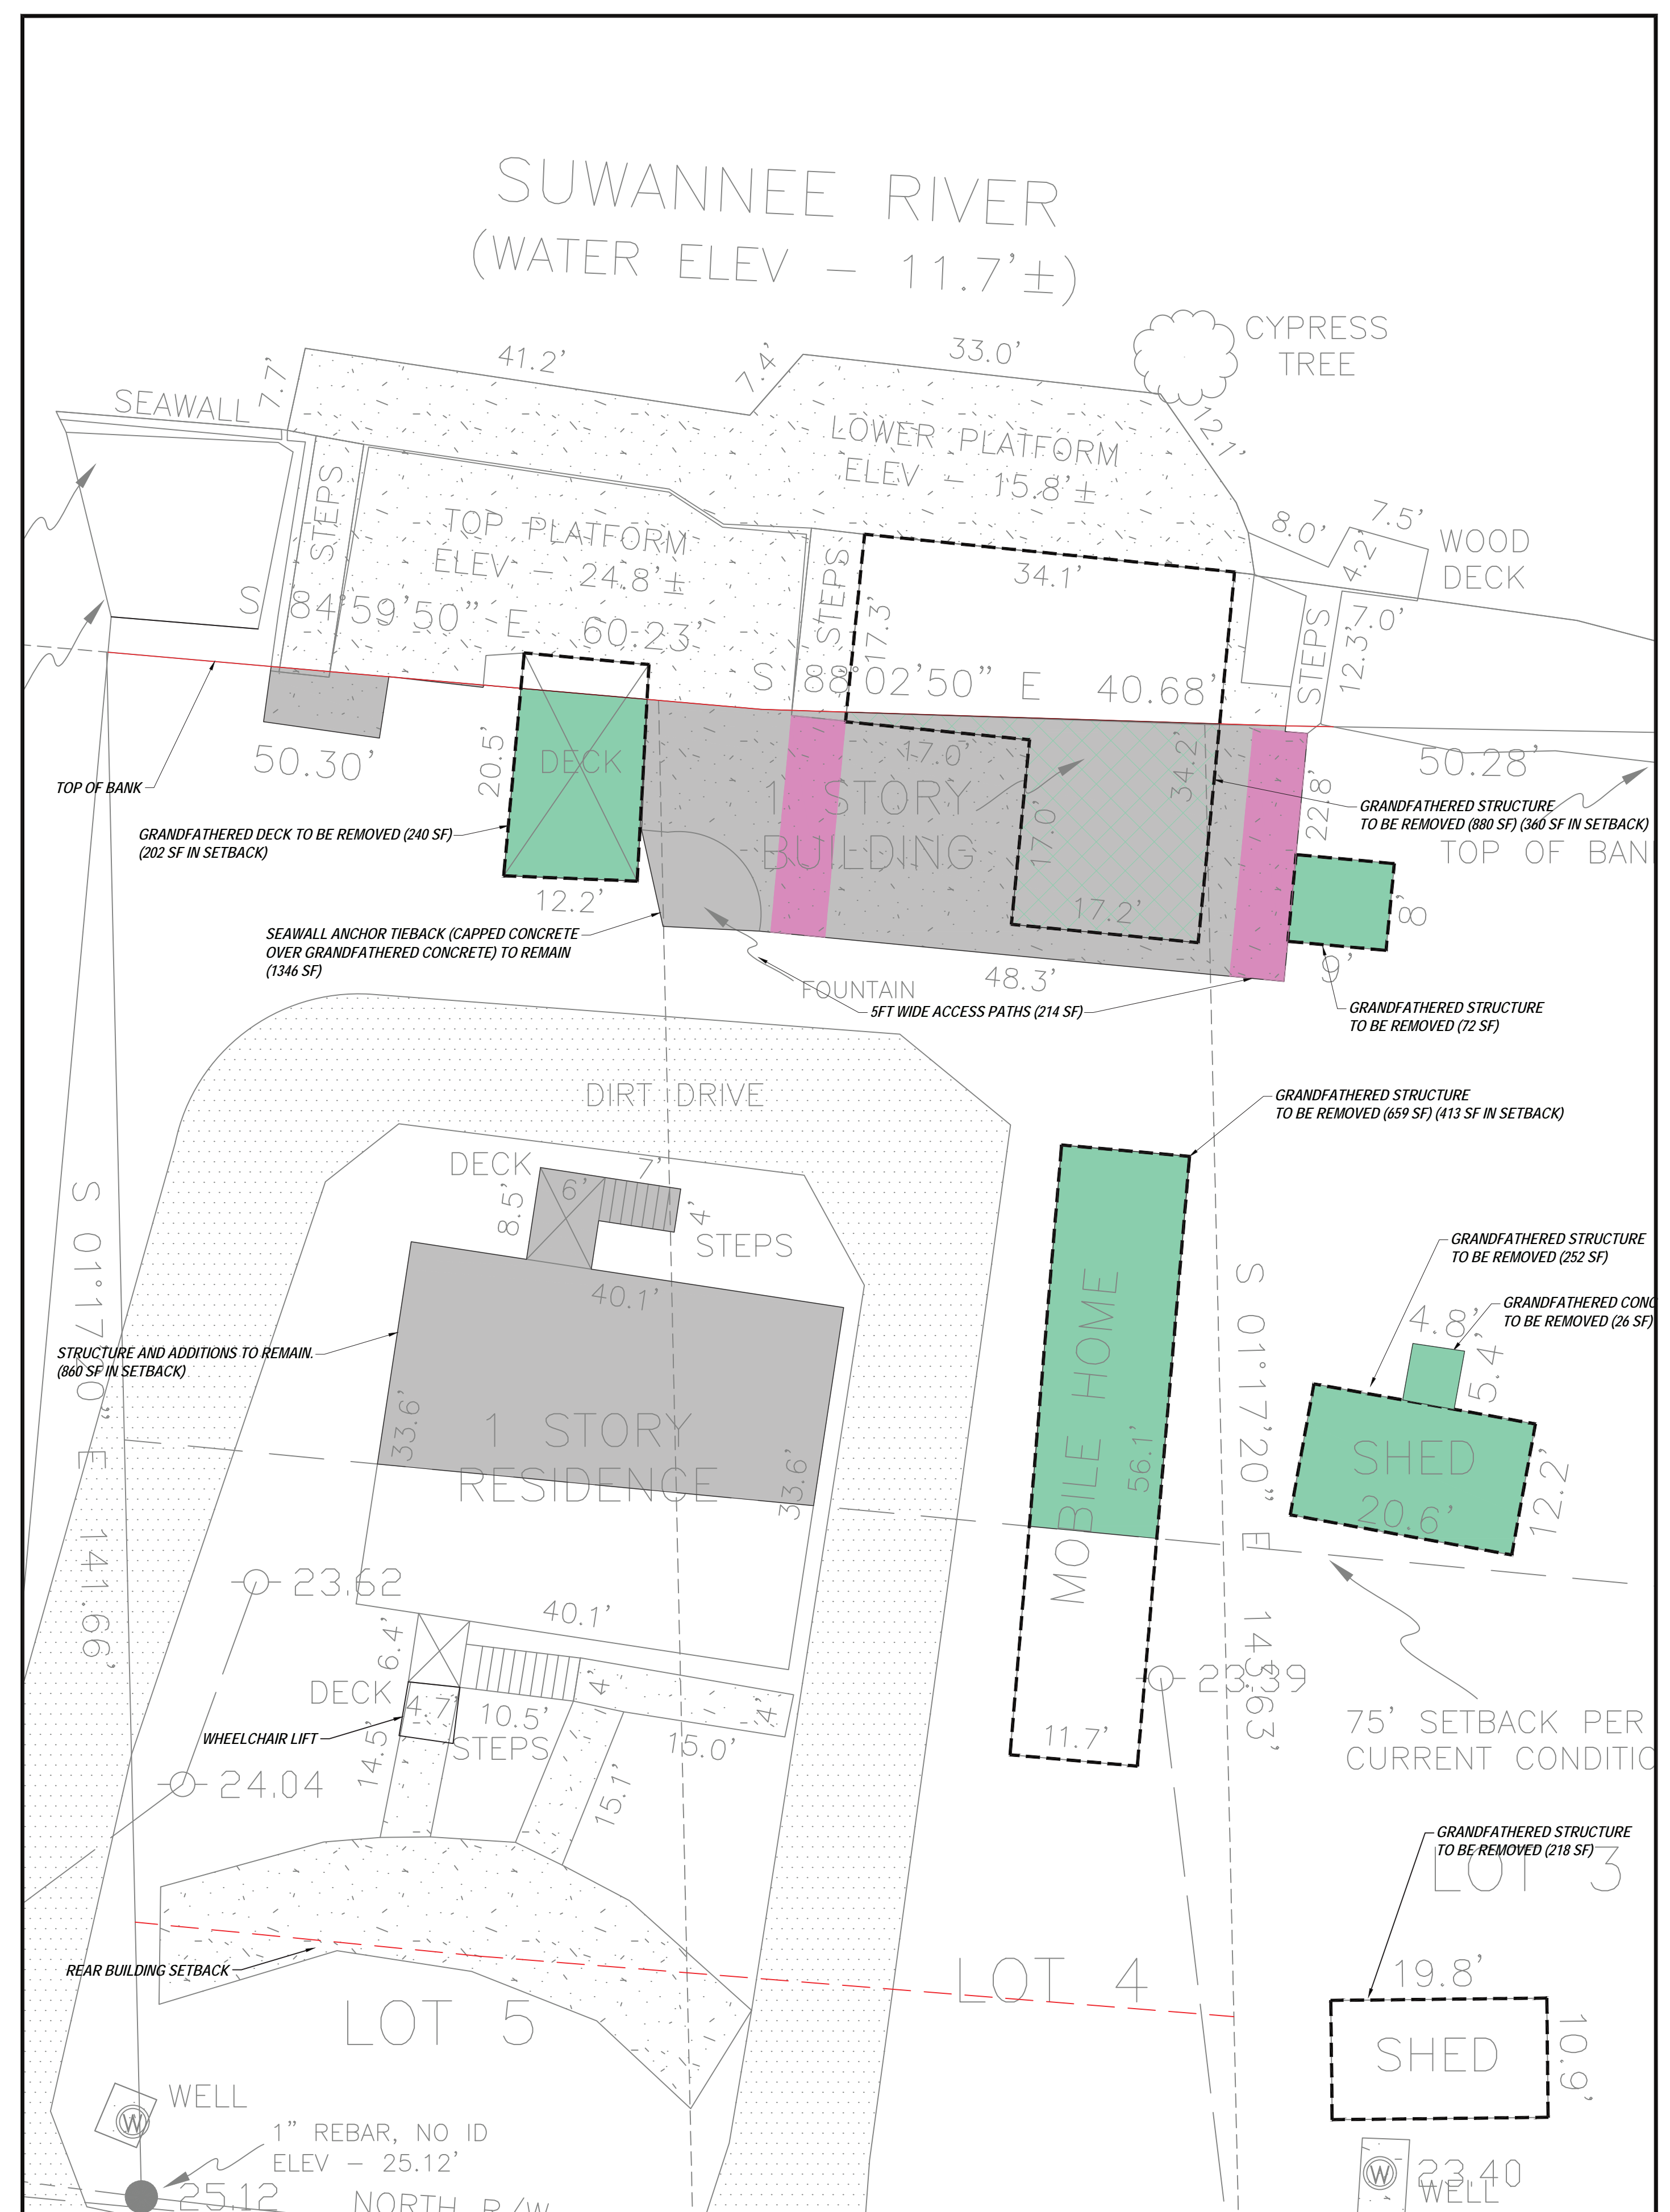 SUWANNEE RIVER
(WATER ELEV - 11.7'±)
CYPRESS
TREE
41.2'
7.4'
33.0'
7.7'
SEAWALL
12.1'
LOWER PLATFORM
ELEV - 15.8'±
STEPS
TOP PLATFORM
ELEV - 24.8'±
8.0'
7.5'
4.2'
WOOD
DECK
STEPS
34.1'
17.3'
STEPS
7.0'
12.3'
S 84°59'50" E 60.23'
S 88°02'50" E 40.68'
50.30'
TOP OF BANK
20.5'
DECK
17.0'
34.2'
50.28'
1 STORY
BUILDING
17.0'
22.8'
GRANDFATHERED STRUCTURE
TO BE REMOVED (880 SF) (360 SF IN SETBACK)
GRANDFATHERED DECK TO BE REMOVED (240 SF)
(202 SF IN SETBACK)
12.2'
17.2'
8'
9'
SEAWALL ANCHOR TIEBACK (CAPPED CONCRETE
OVER GRANDFATHERED CONCRETE) TO REMAIN
(1346 SF)
48.3'
FOUNTAIN
5FT WIDE ACCESS PATHS (214 SF)
GRANDFATHERED STRUCTURE
TO BE REMOVED (72 SF)
DIRT DRIVE
GRANDFATHERED STRUCTURE
TO BE REMOVED (659 SF) (413 SF IN SETBACK)
DECK
7'
6'
8.5'
4'
STEPS
40.1'
S 01°17'20" E 141.66'
S 01°17'20" E 143.63'
GRANDFATHERED STRUCTURE
TO BE REMOVED (252 SF)
TO BE REMOVED (26 SF)
4.8'
5.4'
STRUCTURE AND ADDITIONS TO REMAIN.
(860 SF IN SETBACK)
33.6'
1 STORY
RESIDENCE
33.6'
MOBILE HOME
56.1'
SHED
20.6'
12.2'
23.62
40.1'
6.4'
DECK
4.7'
10.5'
4'
4'
STEPS
15.0'
WHEELCHAIR LIFT
14.5'
15.1'
24.04
23.39
11.7'
75' SETBACK PER
GRANDFATHERED STRUCTURE
TO BE REMOVED (218 SF)
LOT 3
REAR BUILDING SETBACK
LOT 4
19.8'
LOT 5
SHED
10.9'
WELL
W
1" REBAR, NO ID
ELEV - 25.12'
25.12
W
23.40
WELL